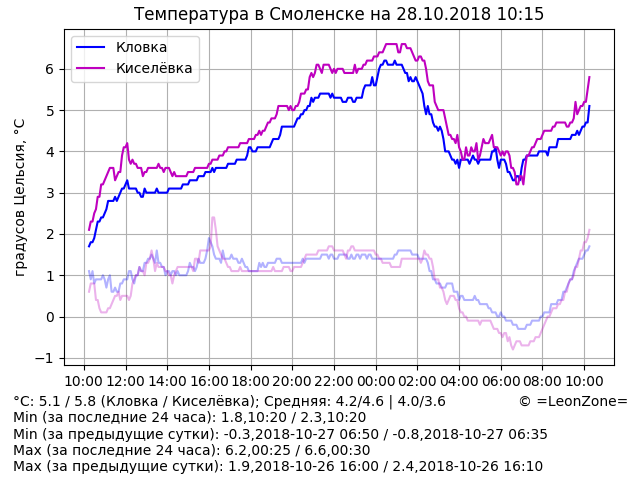 Температура в Смоленске на 28.10.2018 10:15
Кловка
Киселёвка
градусов Цельсия, °C
6
5
4
3
2
1
0
−1
10:00 12:00 14:00 16:00 18:00 20:00 22:00 00:00 02:00 04:00 06:00 08:00 10:00
°C: 5.1 / 5.8 (Кловка / Киселёвка); Средняя: 4.2/4.6 | 4.0/3.6 © =LeonZone=
Min (за последние 24 часа): 1.8,10:20 / 2.3,10:20
Min (за предыдущие сутки): -0.3,2018-10-27 06:50 / -0.8,2018-10-27 06:35
Max (за последние 24 часа): 6.2,00:25 / 6.6,00:30
Max (за предыдущие сутки): 1.9,2018-10-26 16:00 / 2.4,2018-10-26 16:10